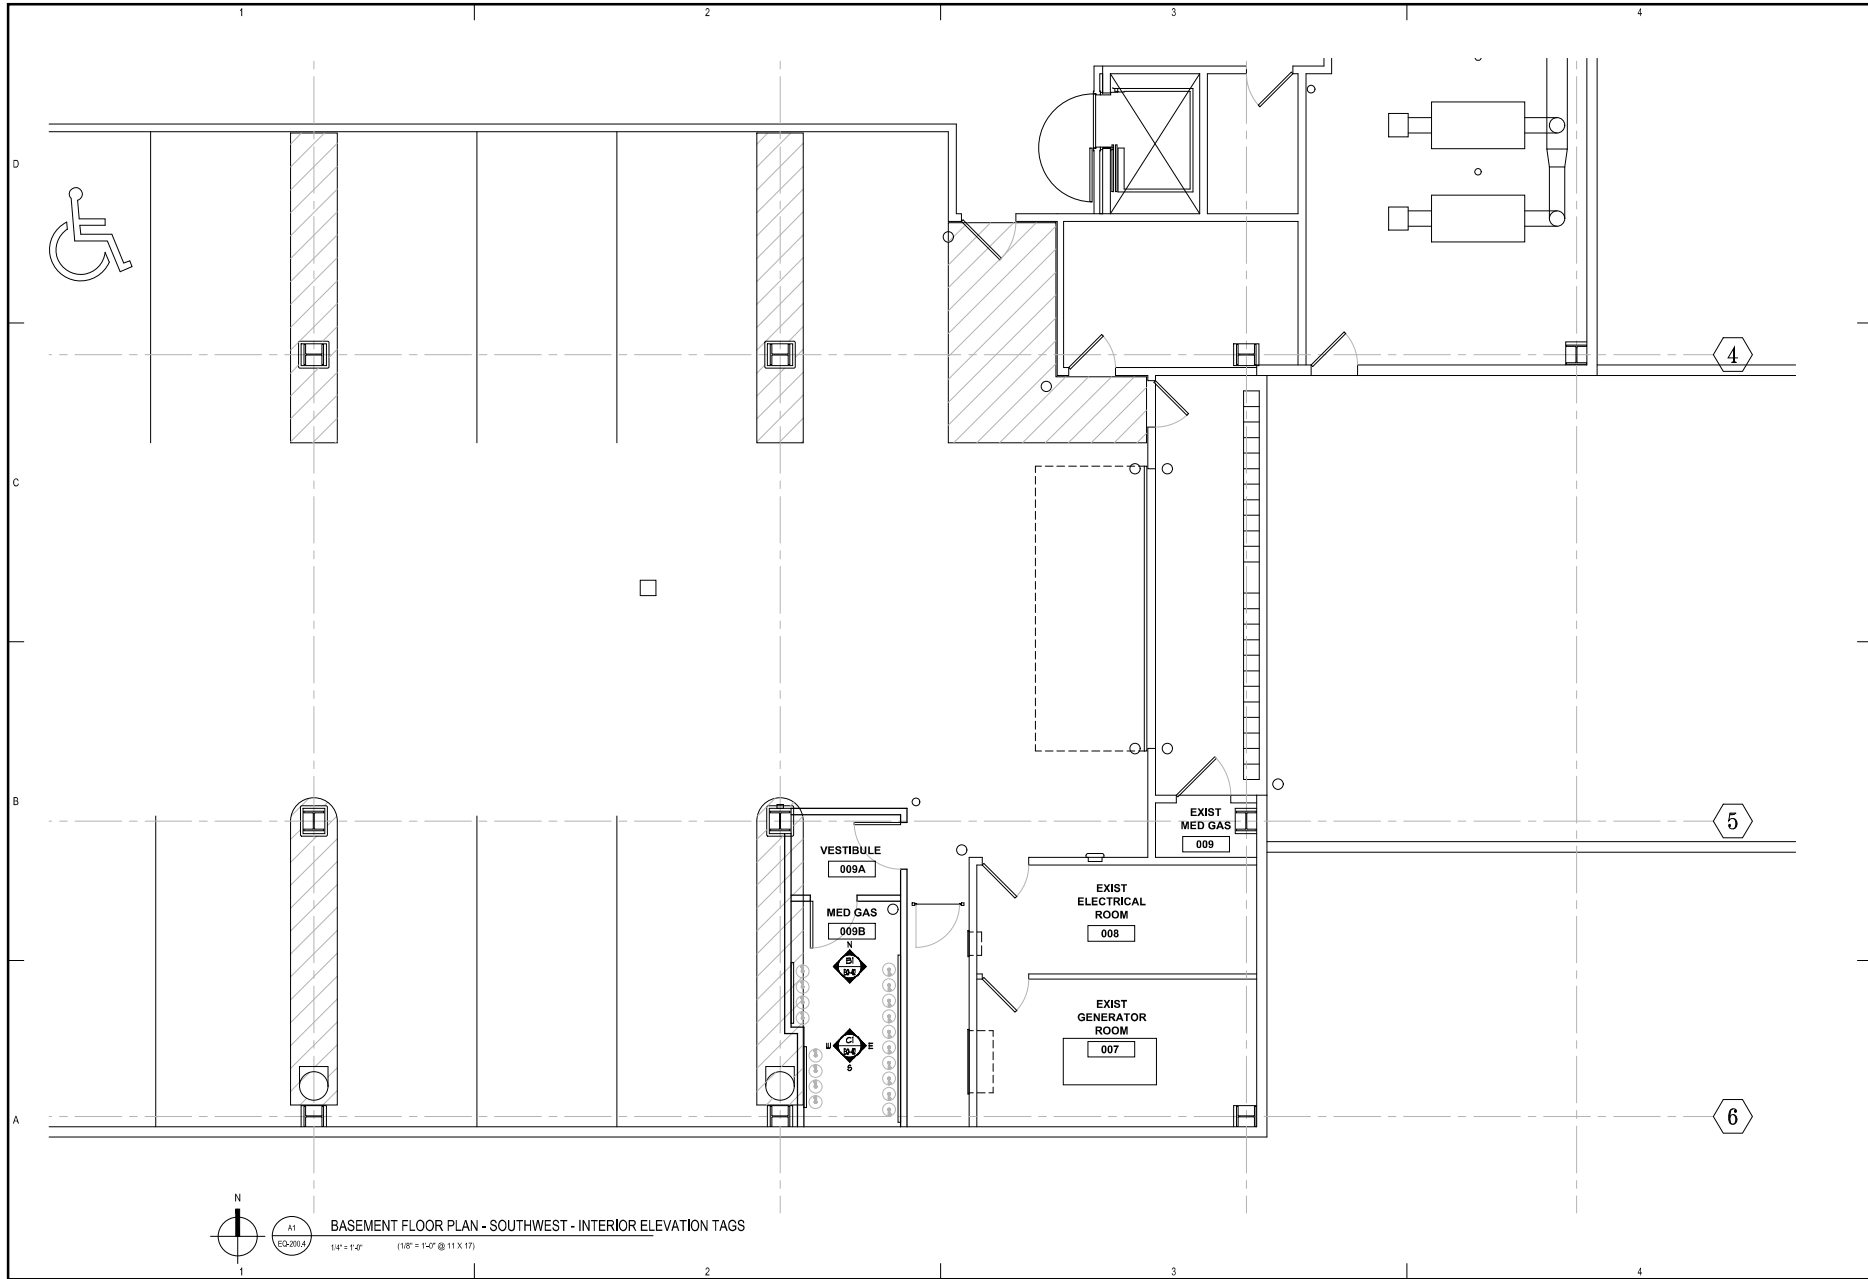 1 2 3 4
D
4
C
B
5
EXIST
MED GAS
009
VESTIBULE
009A
EXIST
ELECTRICAL
ROOM
008
MED GAS
009B
N
B1
EXIST
GENERATOR
ROOM
007
C1
E
A
6
N
A1
EQ-200.4
BASEMENT FLOOR PLAN - SOUTHWEST - INTERIOR ELEVATION TAGS
1/4" = 1'-0" (1/8" = 1'-0" @ 11 X 17)
1 2 3 4